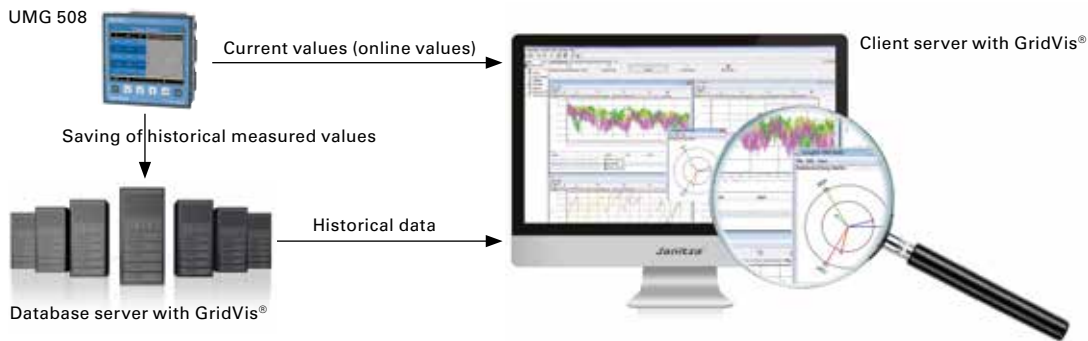 UMG 508
Current values (online values)
Client server with GridVis®
Saving of historical measured values
Historical data
Janitza
Database server with GridVis®